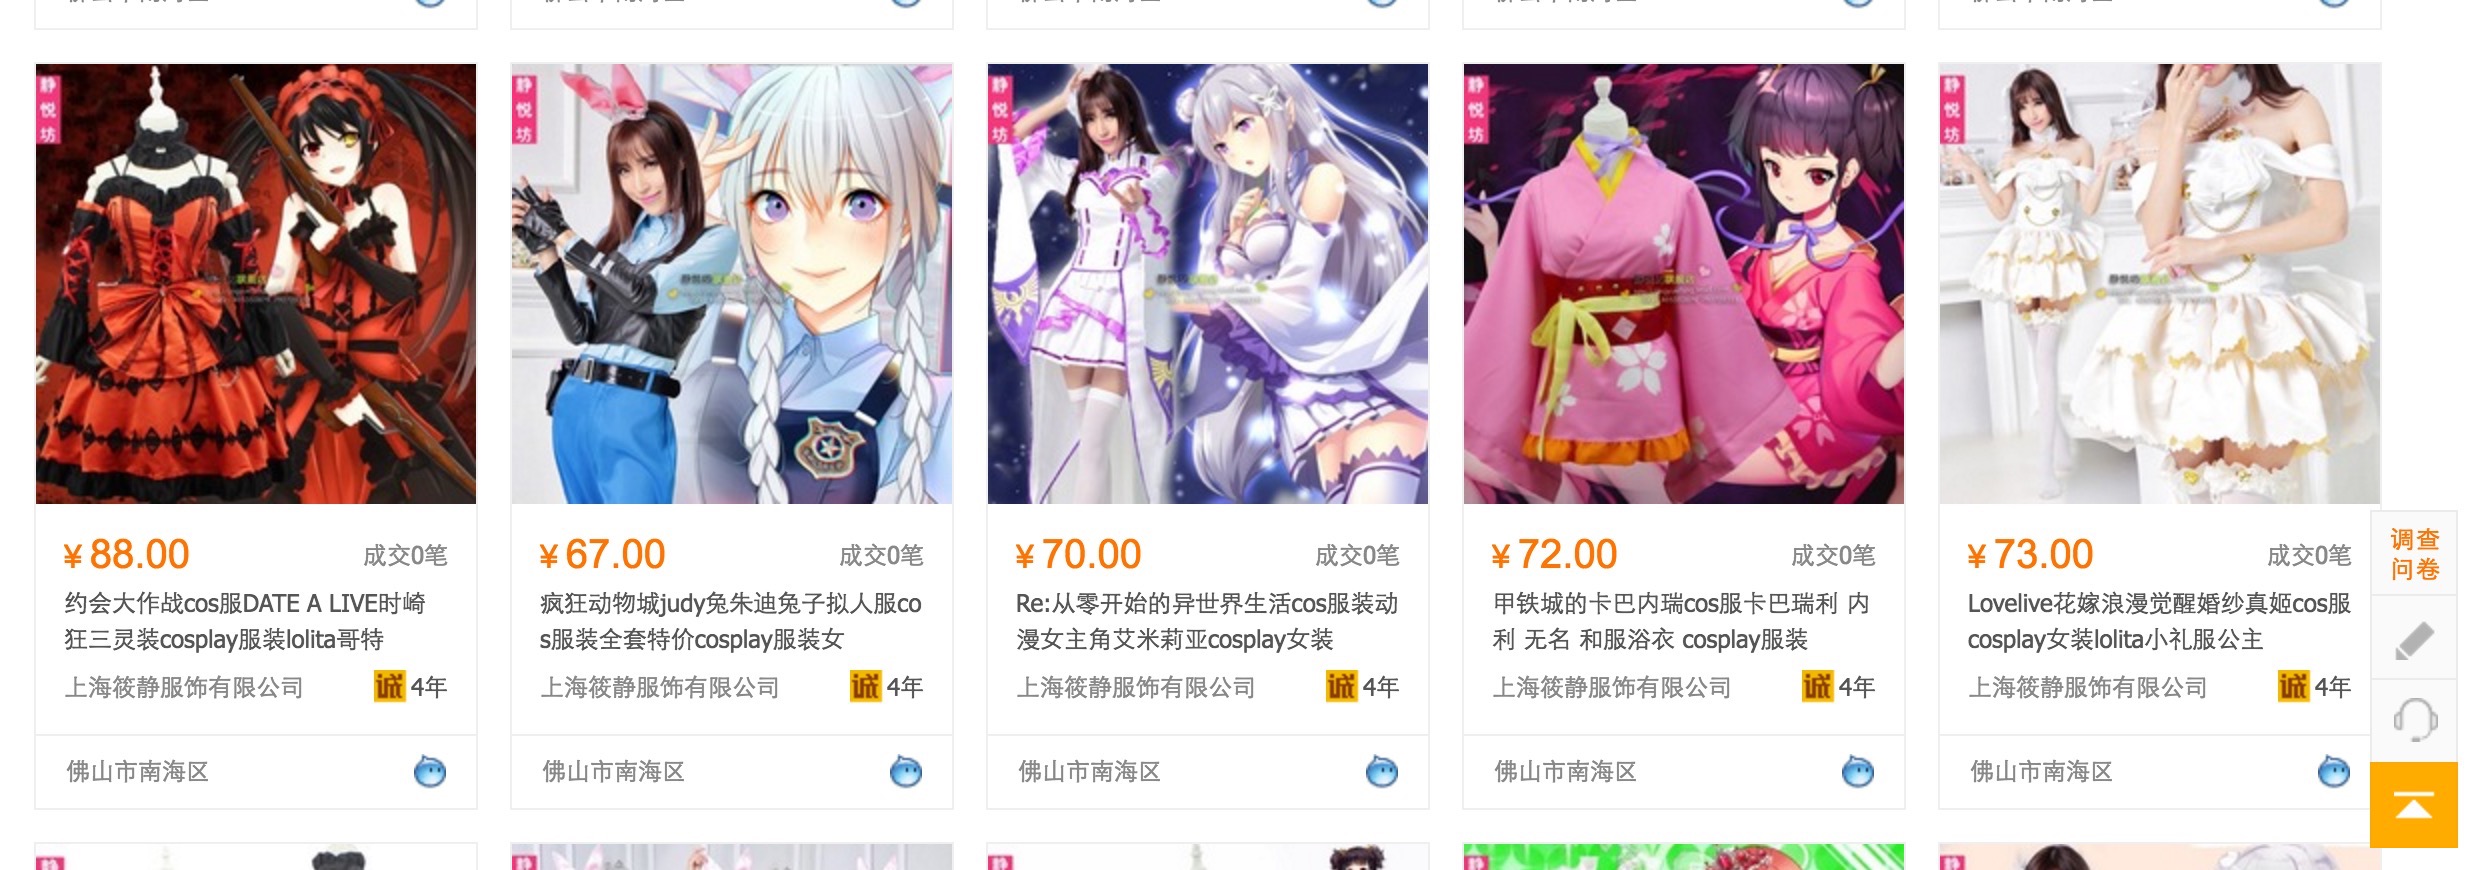 静
悦
坊
静
悦
坊
静
悦
坊
静
悦
坊
静
悦
坊
¥88.00 成交0笔
约会大作战cos服DATE A LIVE时崎
狂三灵装cosplay服装lolita哥特
上海筱静服饰有限公司 诚 4年
佛山市南海区
¥67.00 成交0笔
疯狂动物城judy兔朱迪兔子拟人服co
s服装全套特价cosplay服装女
上海筱静服饰有限公司 诚 4年
佛山市南海区
¥70.00 成交0笔
Re:从零开始的异世界生活cos服装动
漫女主角艾米莉亚cosplay女装
上海筱静服饰有限公司 诚 4年
佛山市南海区
¥72.00 成交0笔
甲铁城的卡巴内瑞cos服卡巴瑞利 内
利 无名 和服浴衣 cosplay服装
上海筱静服饰有限公司 诚 4年
佛山市南海区
¥73.00 成交0笔
Lovelive花嫁浪漫觉醒婚纱真姬cos服
cosplay女装lolita小礼服公主
上海筱静服饰有限公司 诚 4年
佛山市南海区
调查
问卷